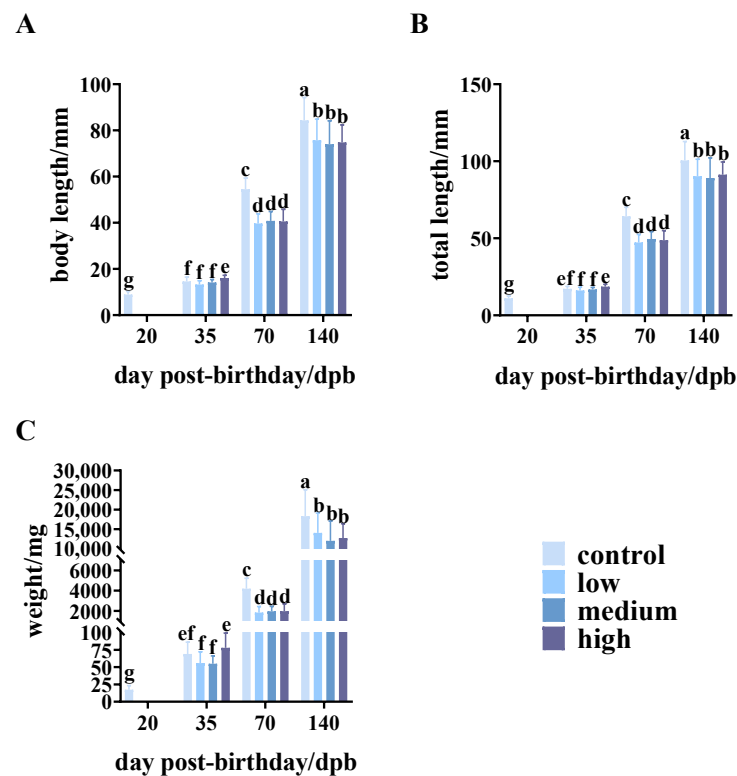 A
B
100
80
60
40
20
0
body length/mm
g
f
f
f
e
c
d
d
d
a
b
b
b
20
35
70
140
day post-birthday/dpb
150
100
50
0
total length/mm
g
ef
f
f
e
c
d
d
d
a
b
b
b
20
35
70
140
day post-birthday/dpb
C
30,000
25,000
20,000
15,000
10,000
6000
4000
2000
100
75
50
25
0
weight/mg
g
ef
f
f
e
c
d
d
d
a
b
b
b
20
35
70
140
day post-birthday/dpb
control
low
medium
high